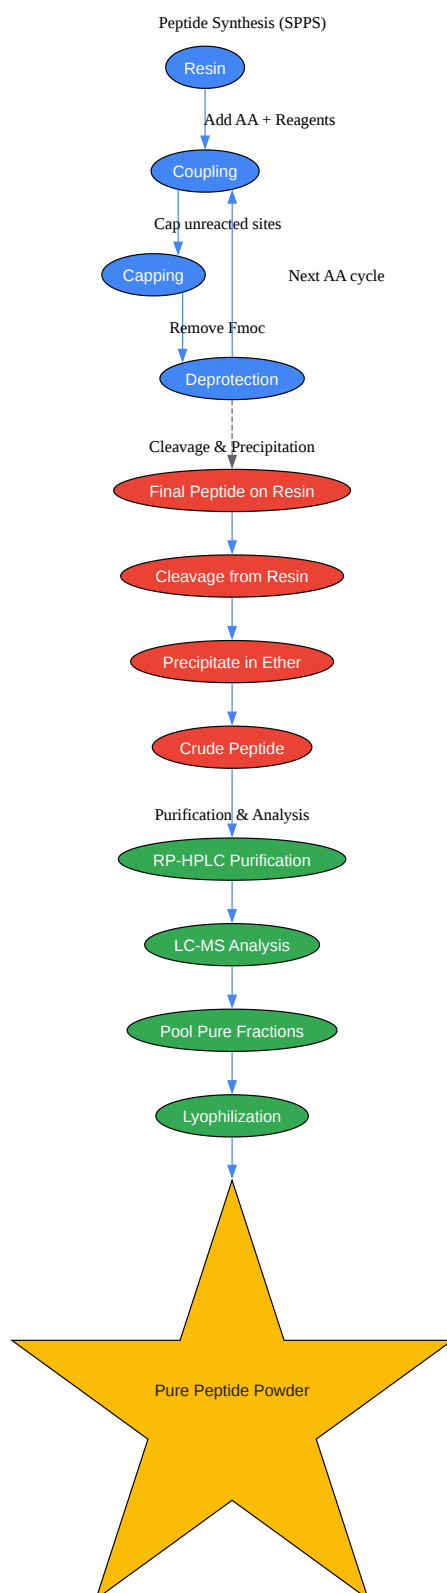 Peptide Synthesis (SPPS)
Resin
Add AA + Reagents
Coupling
Cap unreacted sites
Capping
Next AA cycle
Remove Fmoc
Deprotection
Cleavage & Precipitation
Final Peptide on Resin
Cleavage from Resin
Precipitate in Ether
Crude Peptide
Purification & Analysis
RP-HPLC Purification
LC-MS Analysis
Pool Pure Fractions
Lyophilization
Pure Peptide Powder